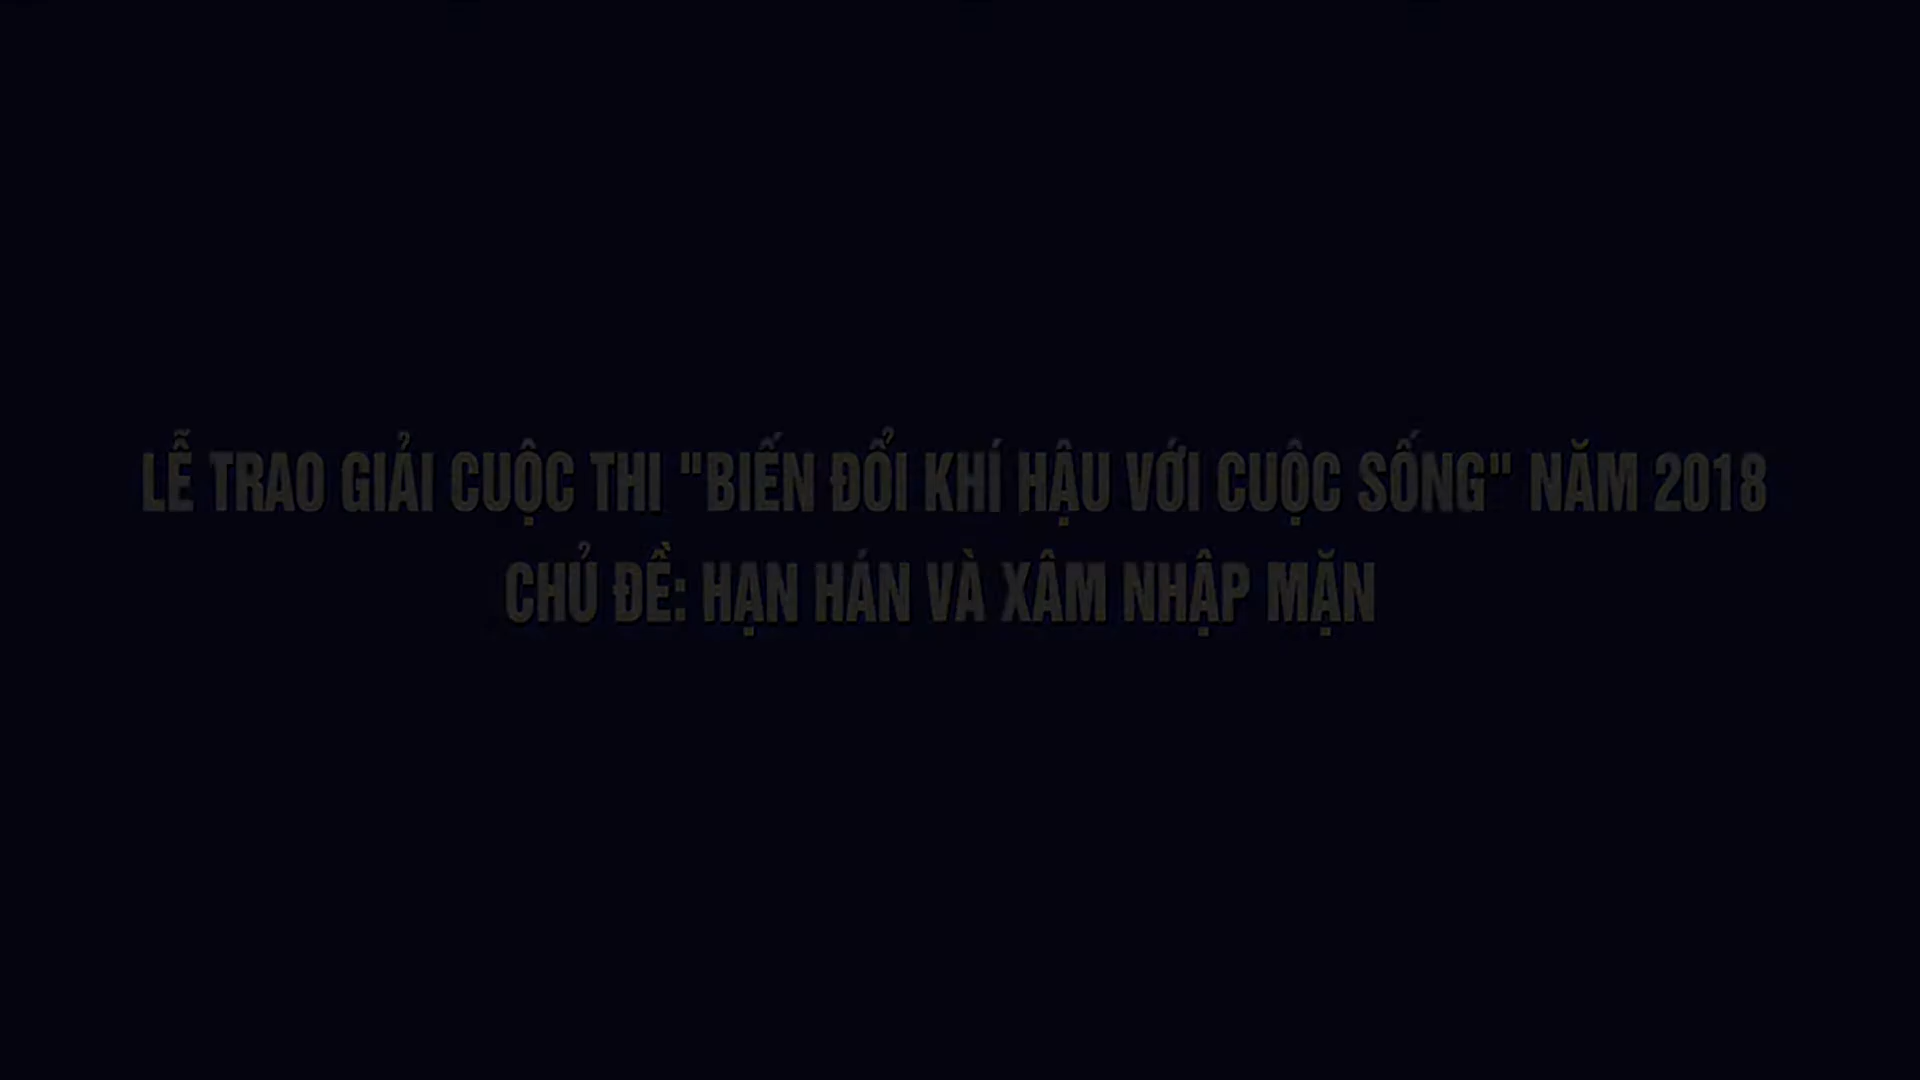 LỄ TRAO GIẢI CUỘC THI "BIẾN ĐỔI KHÍ HẬU VỚI CUỘC SỐNG" NĂM 2018
CHỦ ĐỀ: HẠN HÁN VÀ XÂM NHẬP MẶN